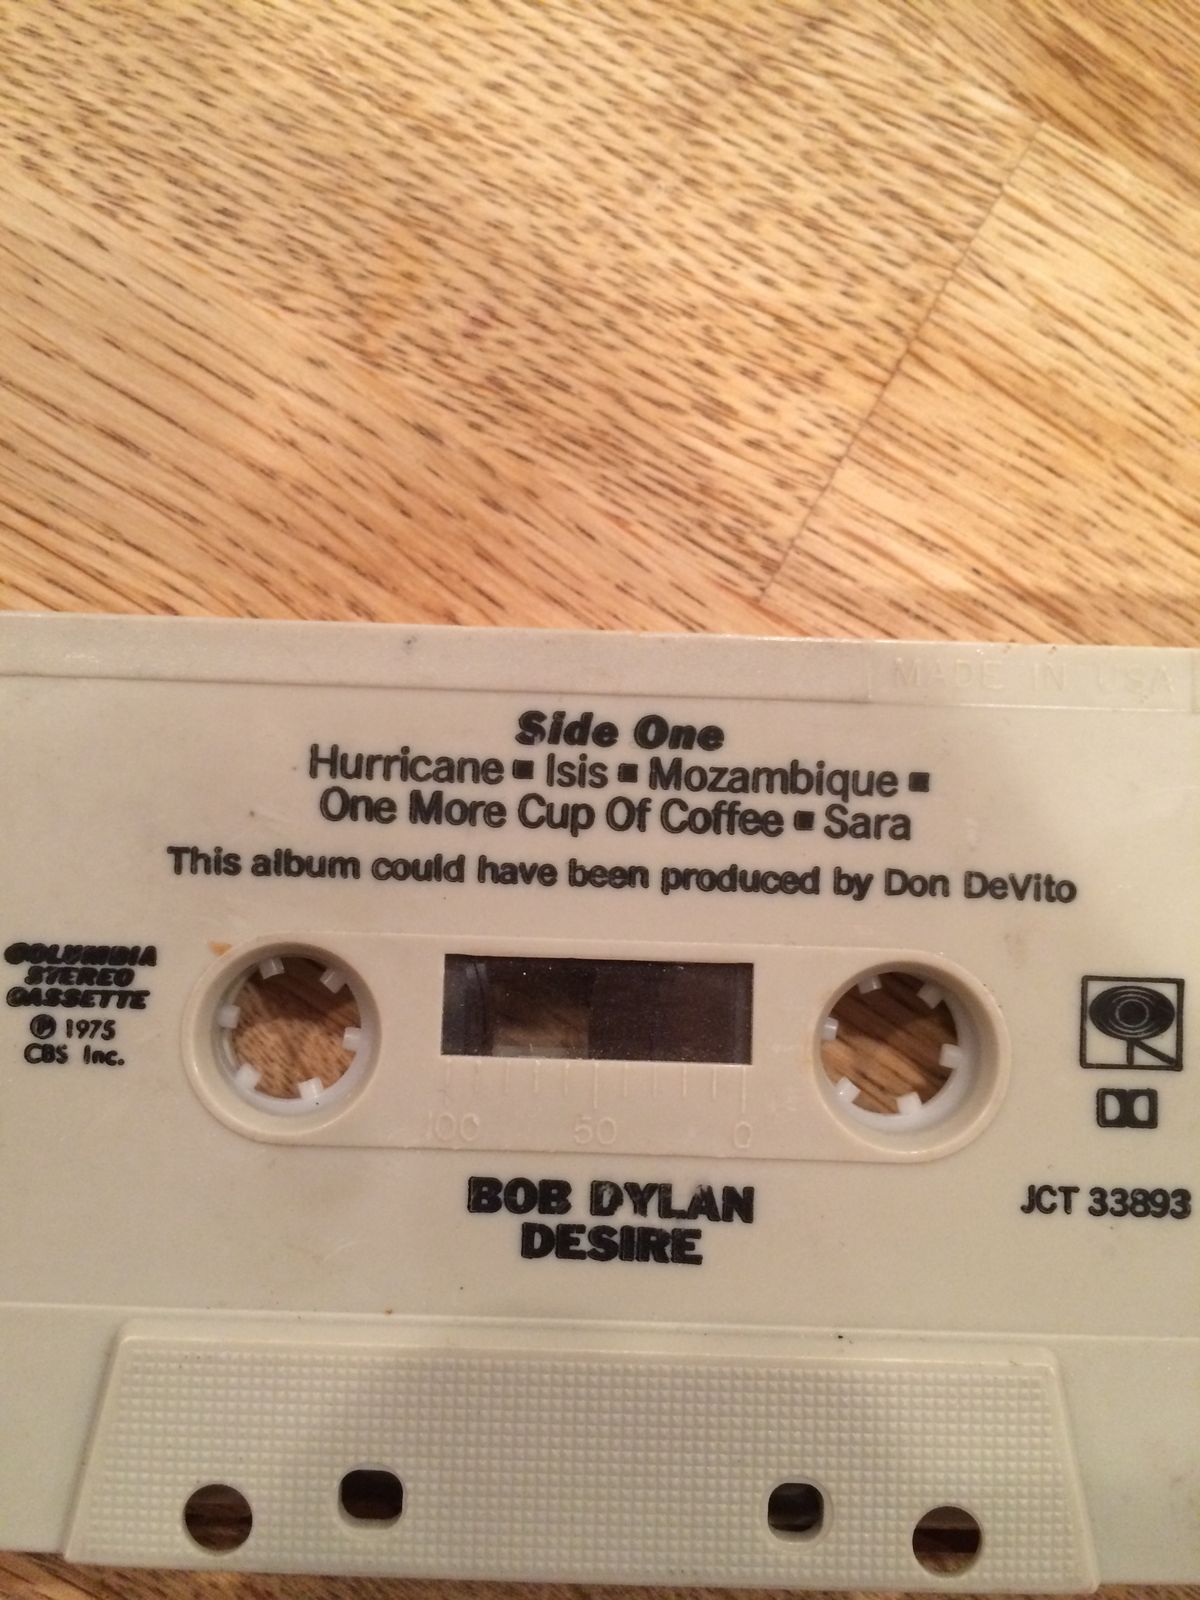 MADE IN USA
Side One
Hurricane ▪ Isis ▪ Mozambique ▪
One More Cup Of Coffee ▪ Sara
This album could have been produced by Don DeVito
COLUMBIA
STEREO
CASSETTE
℗ 1975
CBS Inc.
100 50 0
BOB DYLAN
DESIRE
JCT 33893